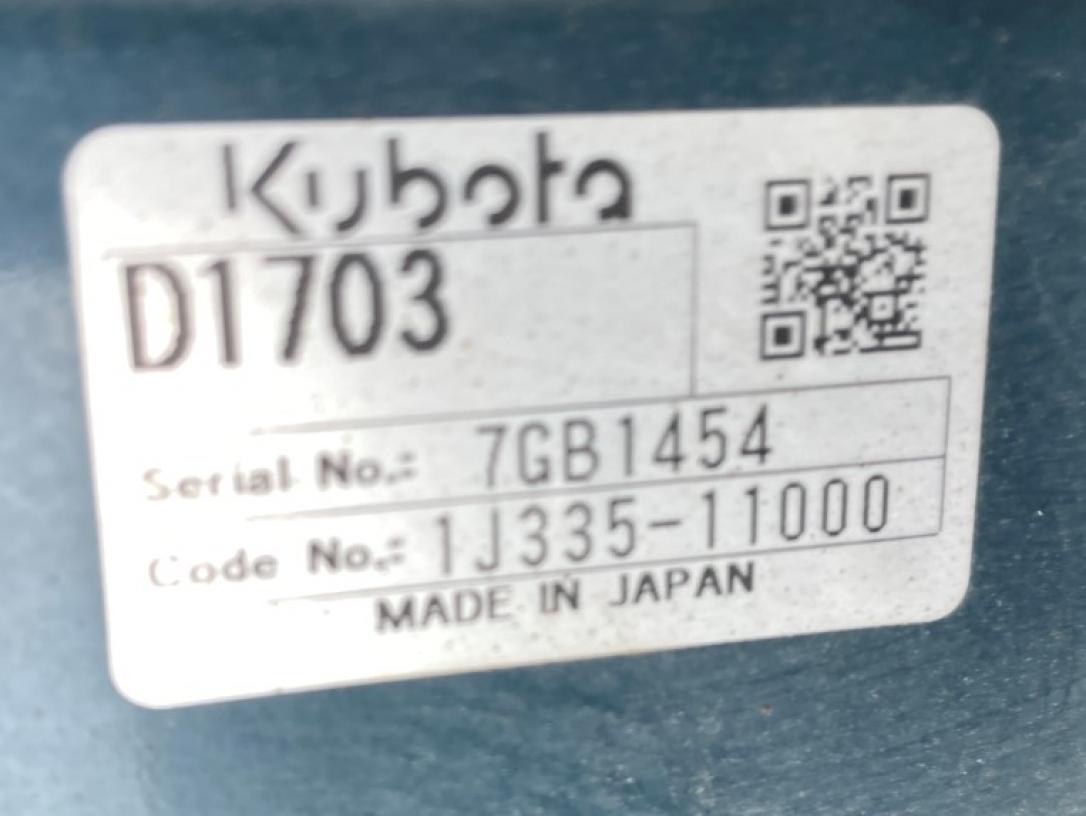 Kubota
D1703
Serial No.: 7GB1454
Code No.: 1J335-11000
MADE IN JAPAN